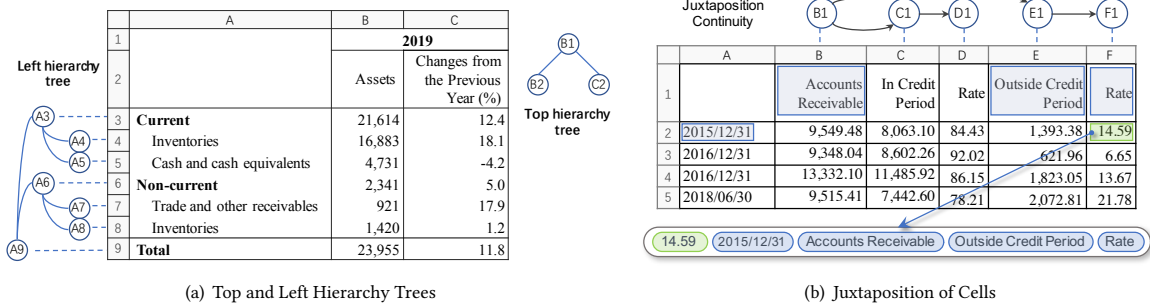 A B C
1 2019
2 Assets Changes from the Previous Year (%)
3 Current 21,614 12.4
4 Inventories 16,883 18.1
5 Cash and cash equivalents 4,731 -4.2
6 Non-current 2,341 5.0
7 Trade and other receivables 921 17.9
8 Inventories 1,420 1.2
9 Total 23,955 11.8
Left hierarchy
tree
A3
A4
A5
A6
A7
A8
A9
B1
B2 C2
Top hierarchy
tree
(a) Top and Left Hierarchy Trees
Juxtaposition
Continuity
B1 C1 D1 E1 F1
A B C D E F
1 Accounts Receivable In Credit Period Rate Outside Credit Period Rate
2 2015/12/31 9,549.48 8,063.10 84.43 1,393.38 14.59
3 2016/12/31 9,348.04 8,602.26 92.02 621.96 6.65
4 2016/12/31 13,332.10 11,485.92 86.15 1,823.05 13.67
5 2018/06/30 9,515.41 7,442.60 78.21 2,072.81 21.78
14.59 2015/12/31 Accounts Receivable Outside Credit Period Rate
(b) Juxtaposition of Cells